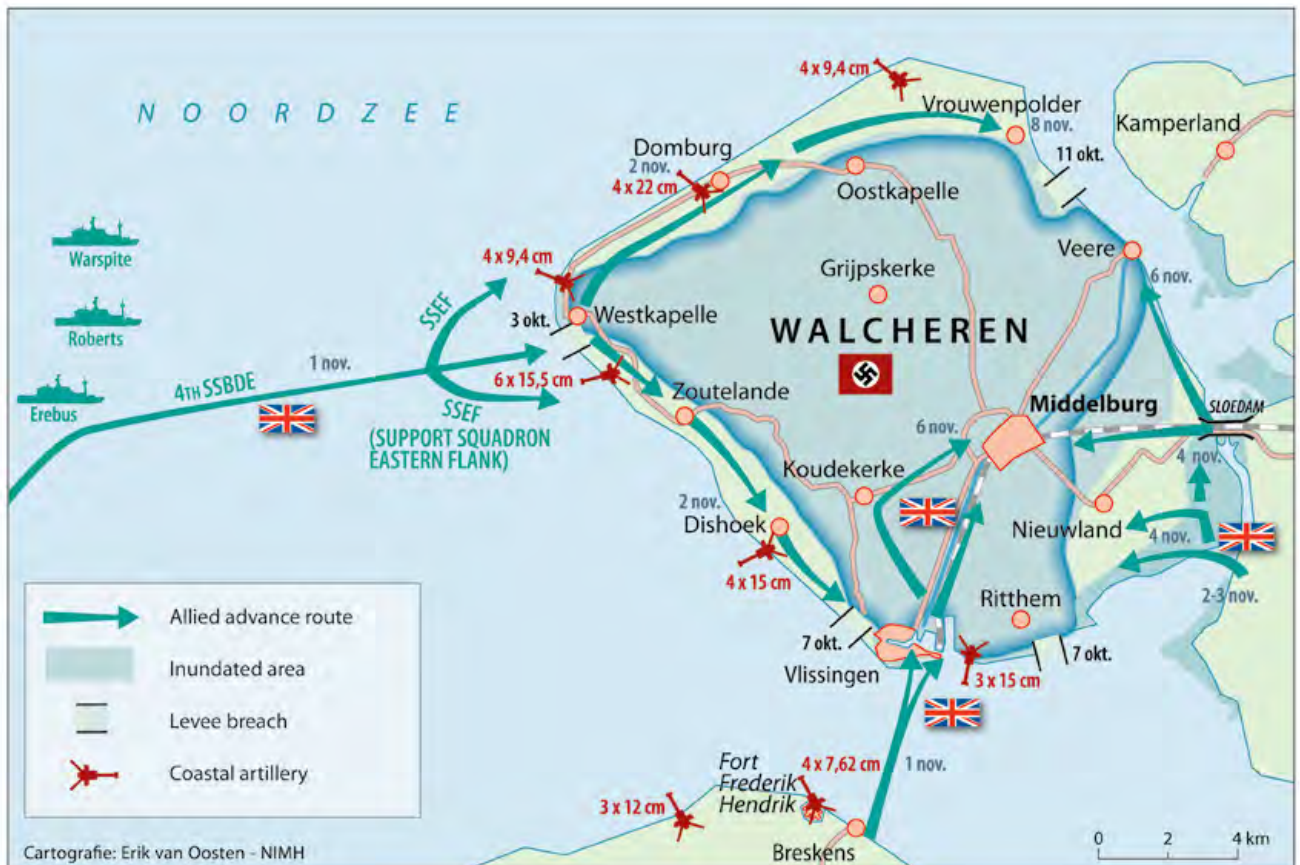 NOORDZEE
4 x 9,4 cm
Vrouwenpolder
8 nov.
Kamperland
Domburg
2 nov.
4 x 22 cm
11 okt.
Oostkapelle
Veere
6 nov.
Warspite
4 x 9,4 cm
SSEF
Grijpskerke
Roberts
Westkapelle
3 okt.
WALCHEREN
1 nov.
6 x 15,5 cm
Erebus
4TH SSBDE
SSEF
(SUPPORT SQUADRON
EASTERN FLANK)
Zoutelande
Middelburg
SLOEDAM
6 nov.
4 nov.
Koudekerke
2 nov.
Dishoek
Nieuwland
4 nov.
4 x 15 cm
2-3 nov.
Ritthem
7 okt.
7 okt.
Vlissingen
3 x 15 cm
Allied advance route
Inundated area
Levee breach
Coastal artillery
Fort
Frederik
Hendrik
4 x 7,62 cm
1 nov.
3 x 12 cm
Breskens
0 2 4 km
Cartografie: Erik van Oosten - NIMH